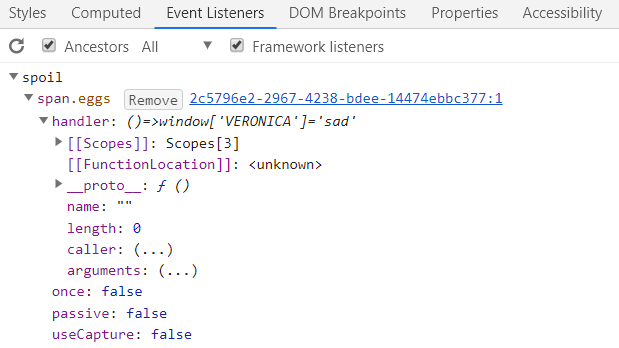 Styles Computed Event Listeners DOM Breakpoints Properties Accessibility
Ancestors All Framework listeners
spoil
span.eggs Remove 2c5796e2-2967-4238-bdee-14474ebbc377:1
handler: ()=>window['VERONICA']='sad'
[[Scopes]]: Scopes[3]
[[FunctionLocation]]: <unknown>
__proto__: ƒ ()
name: ""
length: 0
caller: (...)
arguments: (...)
once: false
passive: false
useCapture: false